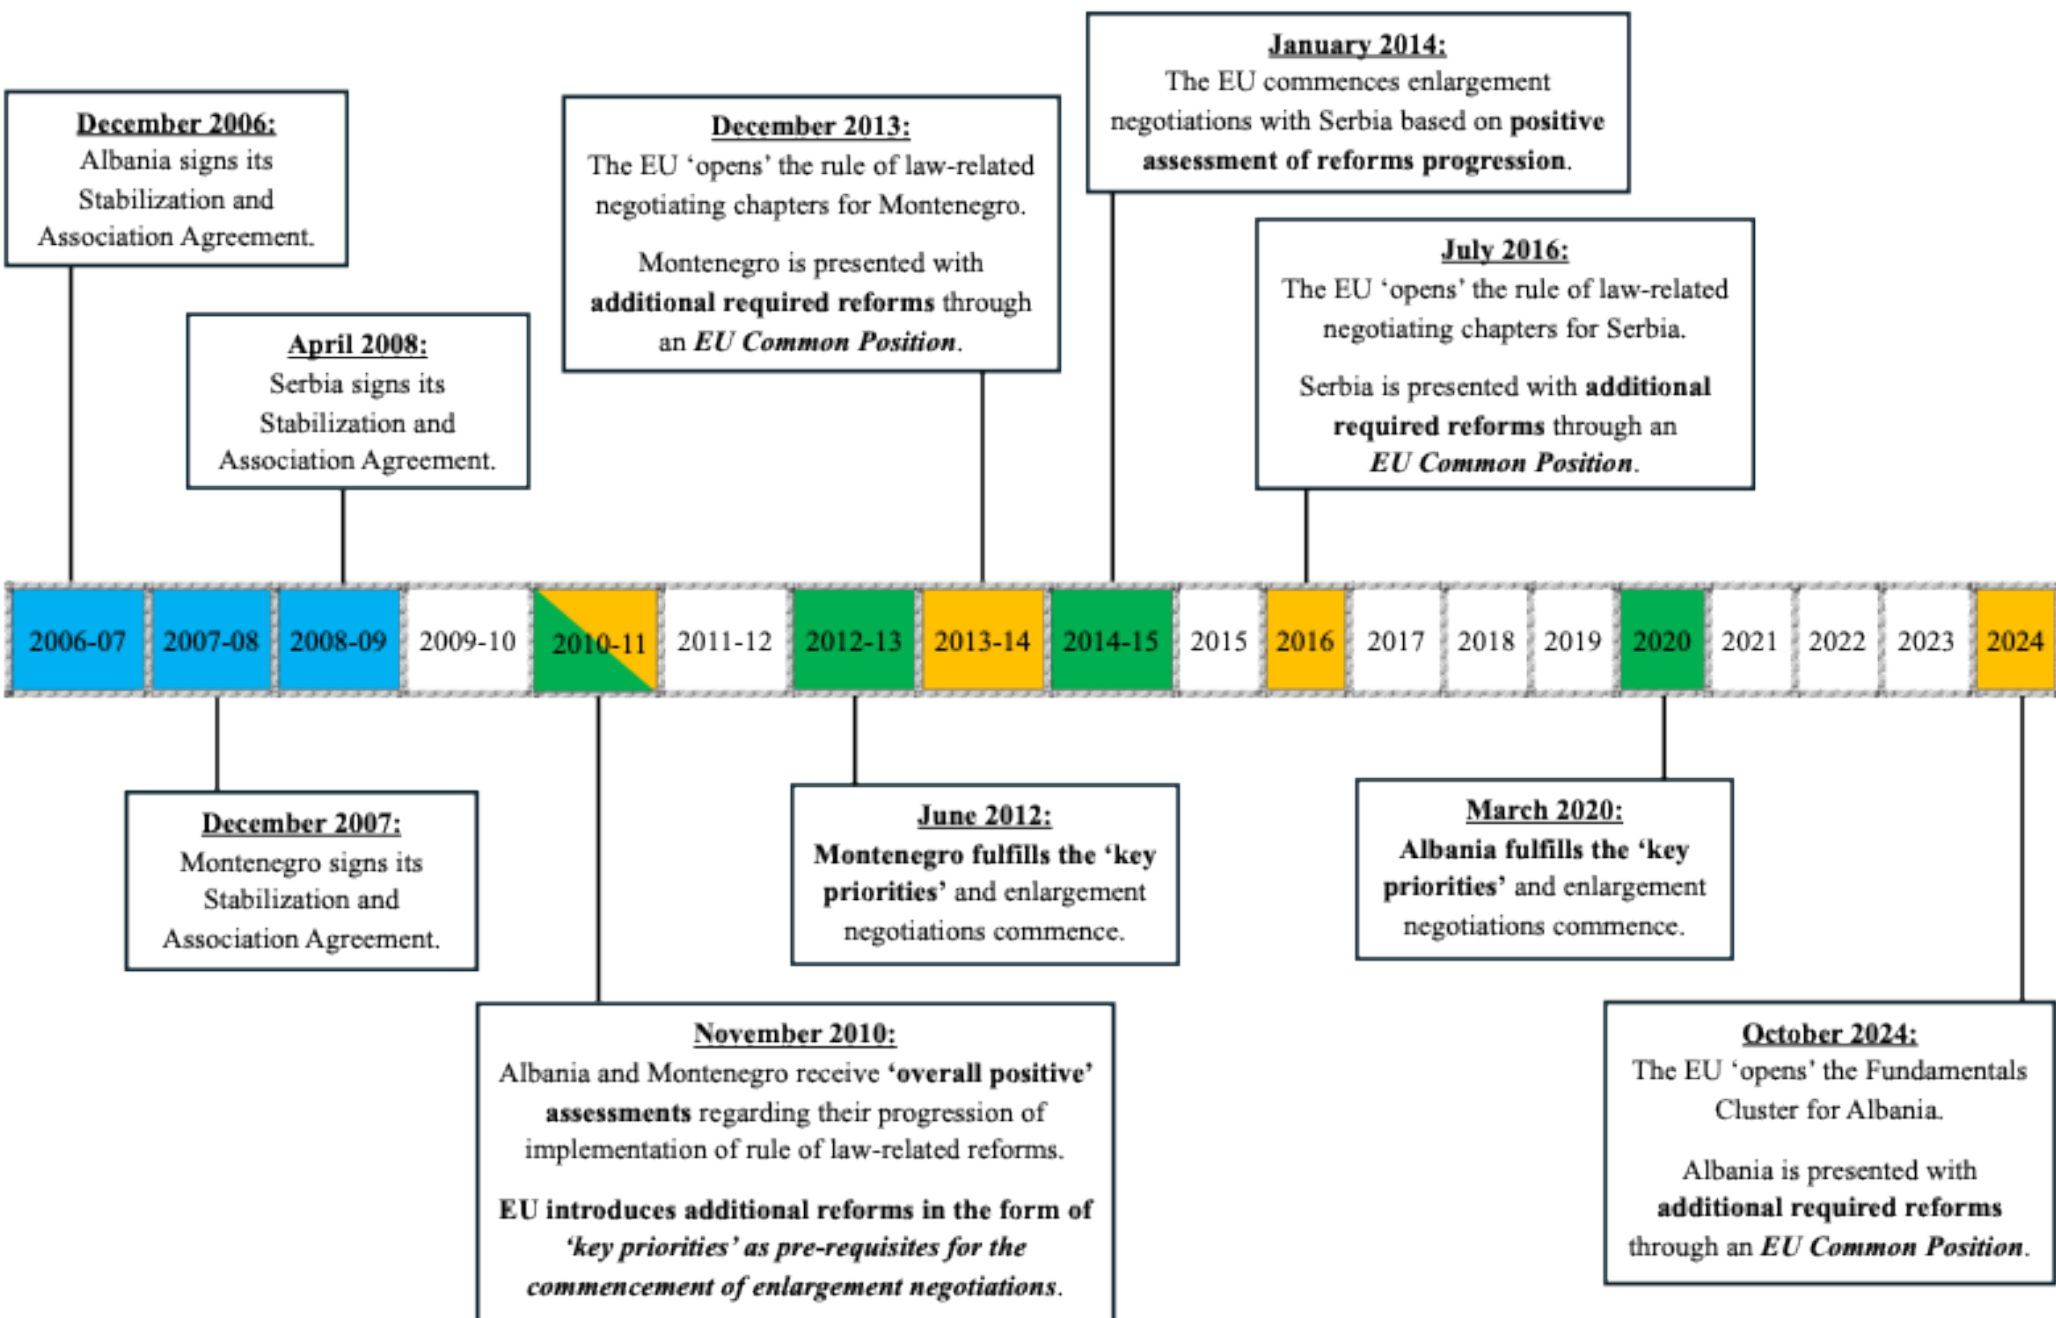 January 2014:
The EU commences enlargement
negotiations with Serbia based on positive
assessment of reforms progression.
December 2006:
Albania signs its
Stabilization and
Association Agreement.
December 2013:
The EU ‘opens’ the rule of law-related
negotiating chapters for Montenegro.
Montenegro is presented with
additional required reforms through
an EU Common Position.
July 2016:
The EU ‘opens’ the rule of law-related
negotiating chapters for Serbia.
Serbia is presented with additional
required reforms through an
EU Common Position.
April 2008:
Serbia signs its
Stabilization and
Association Agreement.
2006-07
2007-08
2008-09
2009-10
2010-11
2011-12
2012-13
2013-14
2014-15
2015
2016
2017
2018
2019
2020
2021
2022
2023
2024
December 2007:
Montenegro signs its
Stabilization and
Association Agreement.
June 2012:
Montenegro fulfills the ‘key
priorities’ and enlargement
negotiations commence.
March 2020:
Albania fulfills the ‘key
priorities’ and enlargement
negotiations commence.
November 2010:
Albania and Montenegro receive ‘overall positive’
assessments regarding their progression of
implementation of rule of law-related reforms.
EU introduces additional reforms in the form of
‘key priorities’ as pre-requisites for the
commencement of enlargement negotiations.
October 2024:
The EU ‘opens’ the Fundamentals
Cluster for Albania.
Albania is presented with
additional required reforms
through an EU Common Position.